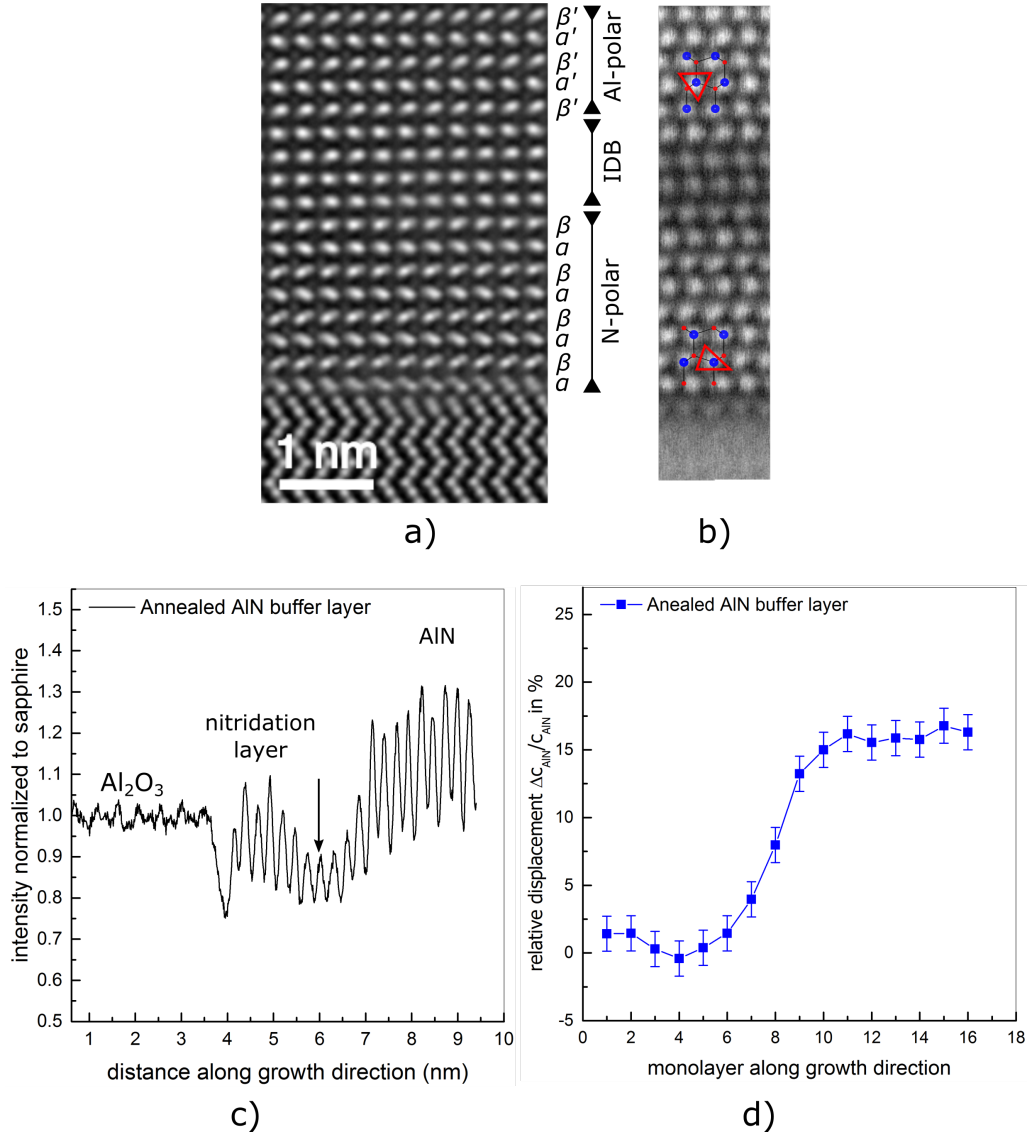 β'
α'
β'
α'
β'
Al-polar
IDB
β
α
β
α
β
α
β
α
N-polar
1 nm
a)
b)
Annealed AlN buffer layer
AlN
nitridation
layer
Al₂O₃
intensity normalized to sapphire
1.5
1.4
1.3
1.2
1.1
1.0
0.9
0.8
0.7
0.6
0.5
1 2 3 4 5 6 7 8 9 10
distance along growth direction (nm)
c)
Anealed AlN buffer layer
relative displacement Δc_AlN/c_AlN in %
25
20
15
10
5
0
-5
0 2 4 6 8 10 12 14 16 18
monolayer along growth direction
d)